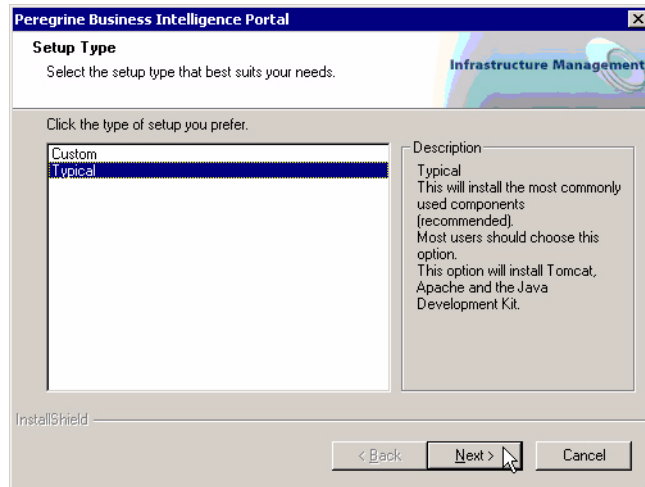 Peregrine Business Intelligence Portal
Setup Type
Select the setup type that best suits your needs.
Infrastructure Management
Click the type of setup you prefer.
Custom
Typical
Description
Typical
This will install the most commonly
used components
(recommended).
Most users should choose this
option.
This option will install Tomcat,
Apache and the Java
Development Kit.
InstallShield
< Back
Next >
Cancel